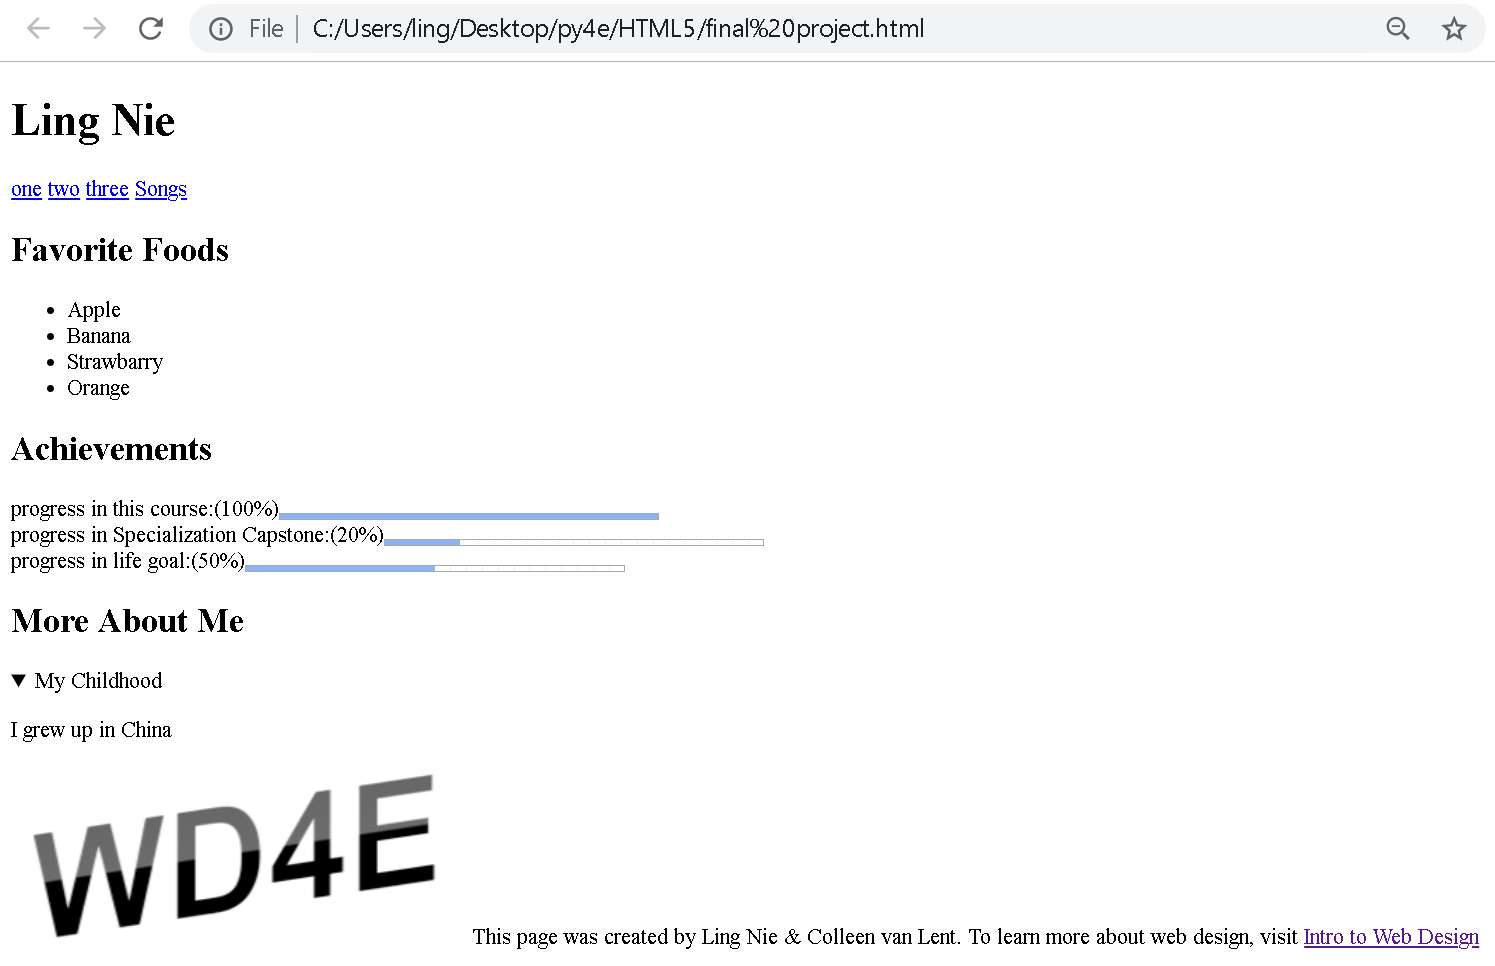 File | C:/Users/ling/Desktop/py4e/HTML5/final%20project.html
Ling Nie
one two three Songs
Favorite Foods
• Apple
• Banana
• Strawbarry
• Orange
Achievements
progress in this course:(100%)
progress in Specialization Capstone:(20%)
progress in life goal:(50%)
More About Me
▼ My Childhood
I grew up in China
WD4E
This page was created by Ling Nie & Colleen van Lent. To learn more about web design, visit Intro to Web Design